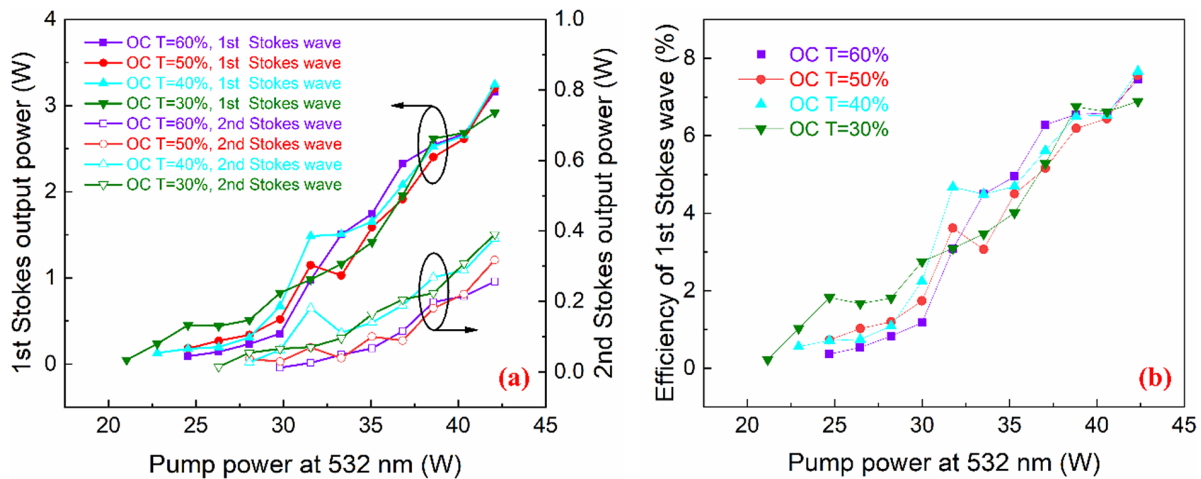 4
3
2
1
0
1st Stokes output power (W)
OC T=60%, 1st Stokes wave
OC T=50%, 1st Stokes wave
OC T=40%, 1st Stokes wave
OC T=30%, 1st Stokes wave
OC T=60%, 2nd Stokes wave
OC T=50%, 2nd Stokes wave
OC T=40%, 2nd Stokes wave
OC T=30%, 2nd Stokes wave
1.0
0.8
0.6
0.4
0.2
0.0
2nd Stokes output power (W)
(a)
20 25 30 35 40 45
Pump power at 532 nm (W)
8
6
4
2
0
Efficiency of 1st Stokes wave (%)
OC T=60%
OC T=50%
OC T=40%
OC T=30%
(b)
20 25 30 35 40 45
Pump power at 532 nm (W)